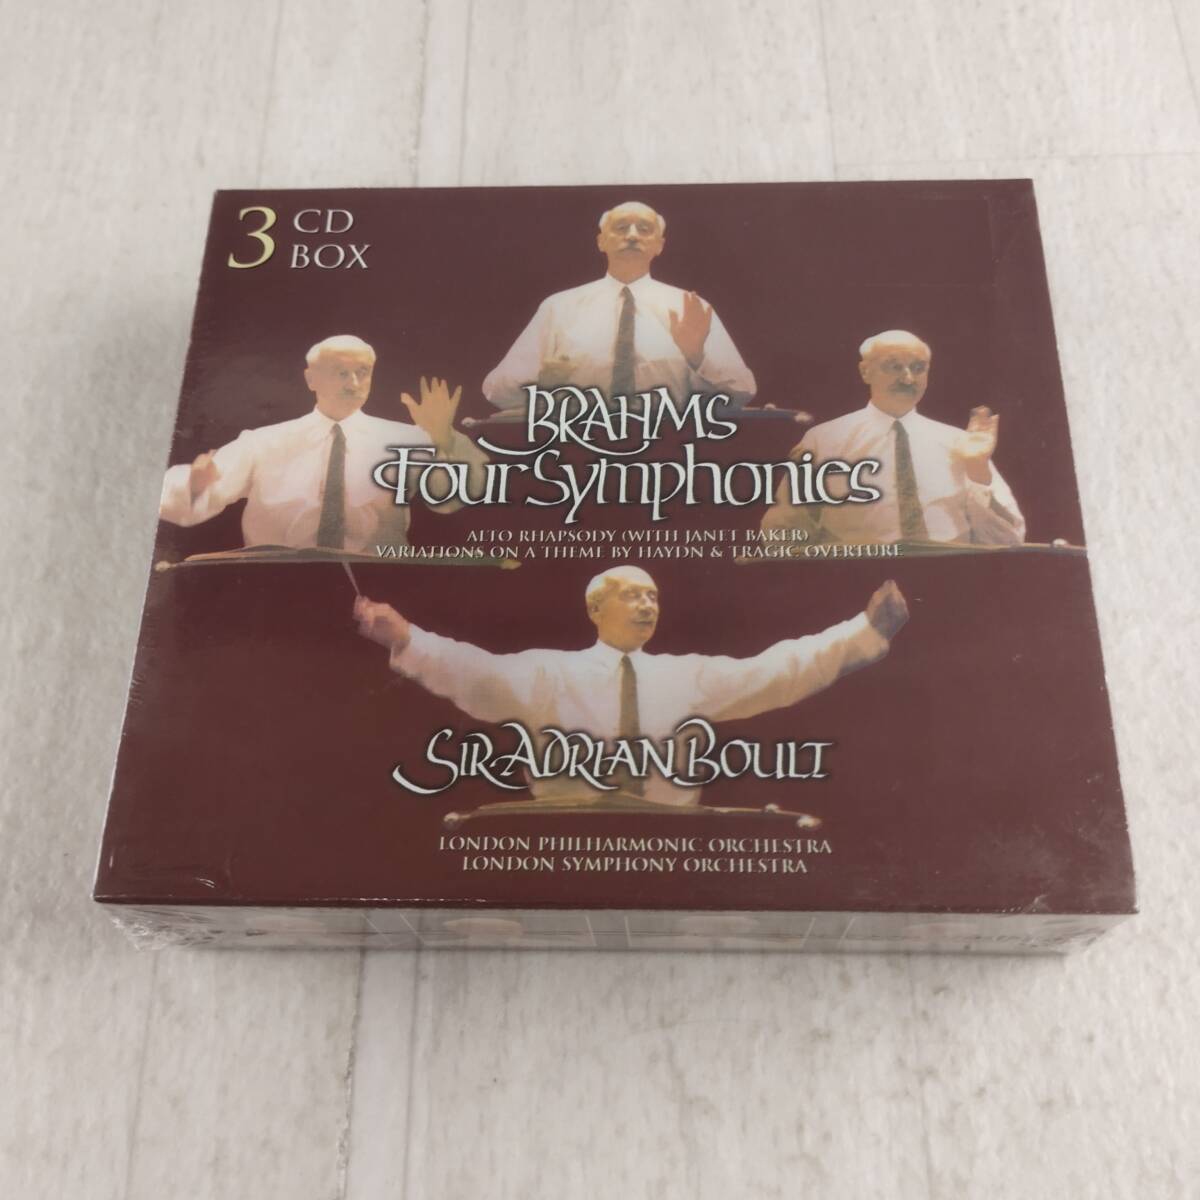 3 CD
BOX
BRAHMS
Four Symphonies
ALTO RHAPSODY (WITH JANET BAKER)
VARIATIONS ON A THEME BY HAYDN & TRAGIC OVERTURE
SIR ADRIAN BOULT
LONDON PHILHARMONIC ORCHESTRA
LONDON SYMPHONY ORCHESTRA